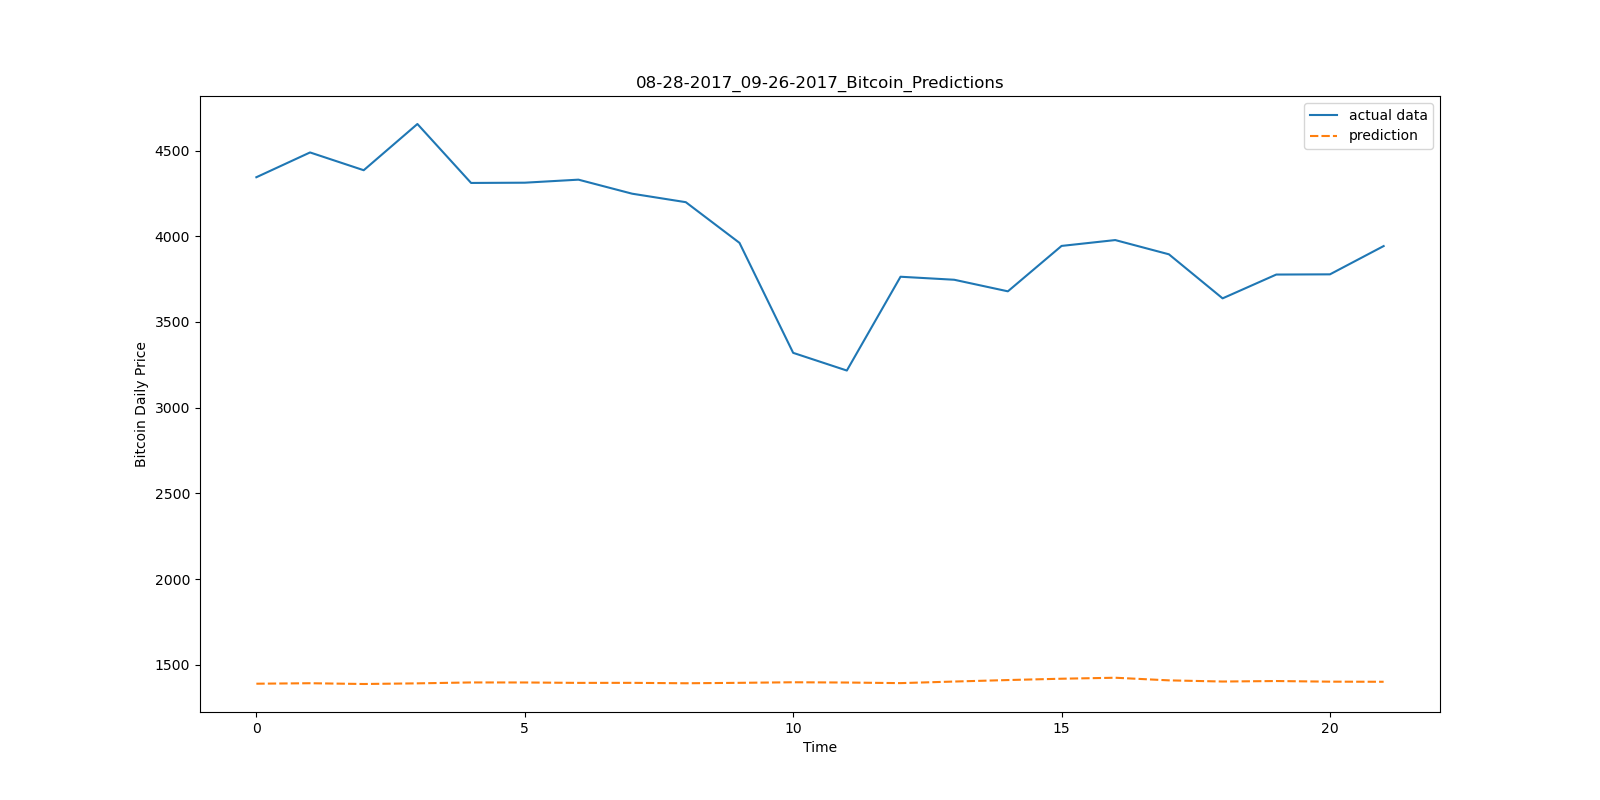 08-28-2017_09-26-2017_Bitcoin_Predictions
actual data
prediction
4500
4000
3500
3000
2500
2000
1500
Bitcoin Daily Price
0 5 10 15 20
Time